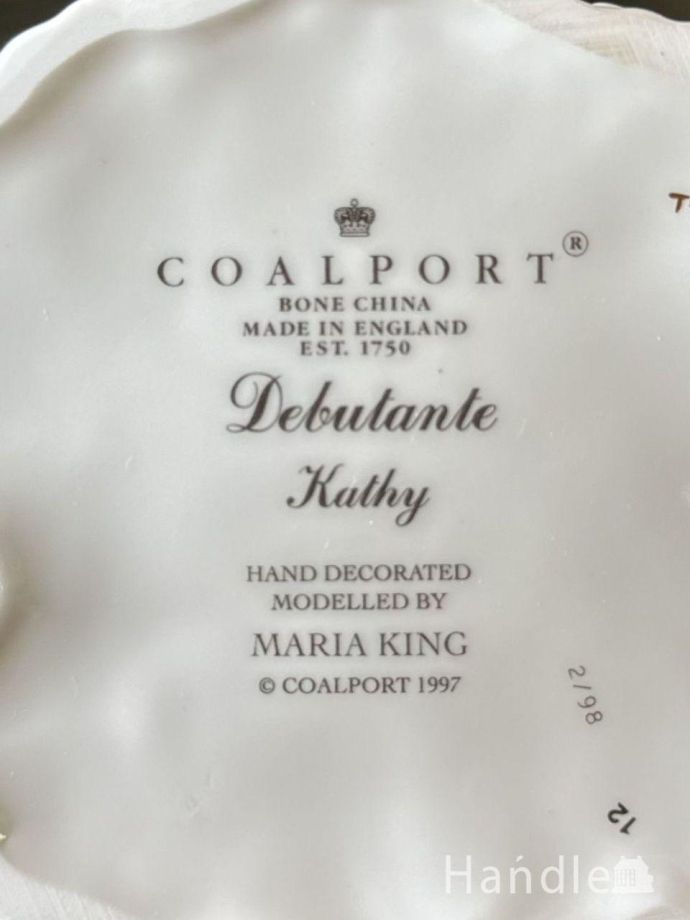 COALPORT®
BONE CHINA
MADE IN ENGLAND
EST. 1750
Debutante
Kathy
HAND DECORATED
MODELLED BY
MARIA KING
© COALPORT 1997
2/98
12
Handle